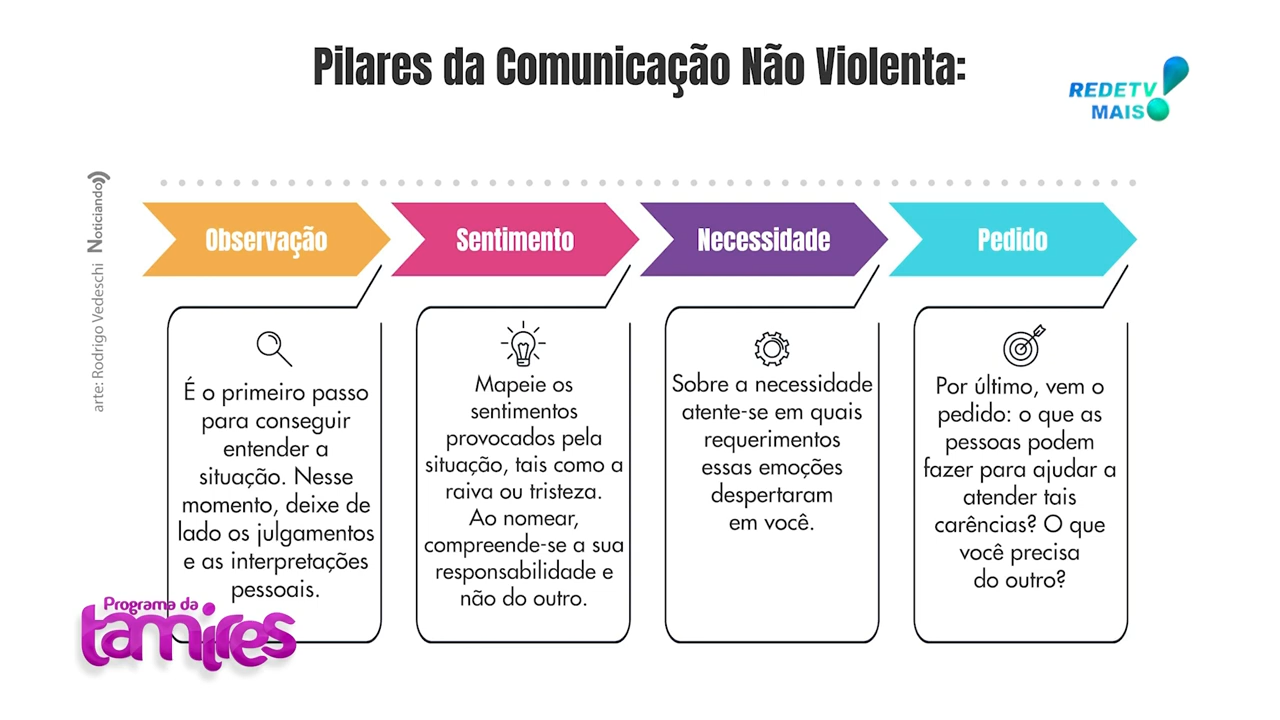 Pilares da Comunicação Não Violenta:
REDETV
MAIS
arte: Rodrigo Vedeschi Noticiando
Observação
É o primeiro passo
para conseguir
entender a
situação. Nesse
momento, deixe de
lado os julgamentos
e as interpretações
pessoais.
Sentimento
Mapeie os
sentimentos
provocados pela
situação, tais como a
raiva ou tristeza.
Ao nomear,
compreende-se a sua
responsabilidade e
não do outro.
Necessidade
Sobre a necessidade
atente-se em quais
requerimentos
essas emoções
despertaram
em você.
Pedido
Por último, vem o
pedido: o que as
pessoas podem
fazer para ajudar a
atender tais
carências? O que
você precisa
do outro?
Programa da
tamires